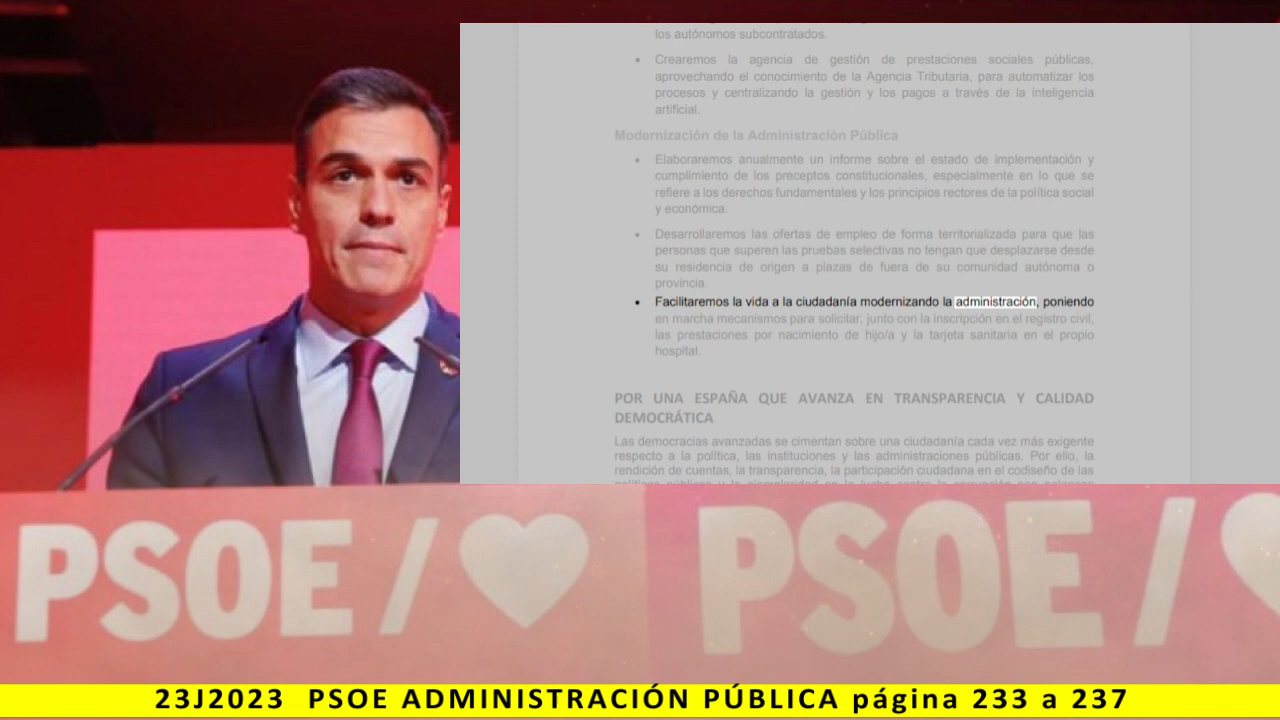 los autónomos subcontratados.
• Crearemos la agencia de gestión de prestaciones sociales públicas,
aprovechando el conocimiento de la Agencia Tributaria, para automatizar los
procesos y centralizando la gestión y los pagos a través de la inteligencia
artificial.
Modernización de la Administración Pública
• Elaboraremos anualmente un informe sobre el estado de implementación y
cumplimiento de los preceptos constitucionales, especialmente en lo que se
refiere a los derechos fundamentales y los principios rectores de la política social
y económica.
• Desarrollaremos las ofertas de empleo de forma territorializada para que las
personas que superen las pruebas selectivas no tengan que desplazarse desde
su residencia de origen a plazas de fuera de su comunidad autónoma o
provincia.
• Facilitaremos la vida a la ciudadanía modernizando la administración, poniendo
en marcha mecanismos para solicitar, junto con la inscripción en el registro civil,
las prestaciones por nacimiento de hijo/a y la tarjeta sanitaria en el propio
hospital.
POR UNA ESPAÑA QUE AVANZA EN TRANSPARENCIA Y CALIDAD
DEMOCRÁTICA
Las democracias avanzadas se cimentan sobre una ciudadanía cada vez más exigente
respecto a la política, las instituciones y las administraciones públicas. Por ello, la
rendición de cuentas, la transparencia, la participación ciudadana en el codiseño de las
PSOE/
PSOE/
23J2023 PSOE ADMINISTRACIÓN PÚBLICA página 233 a 237